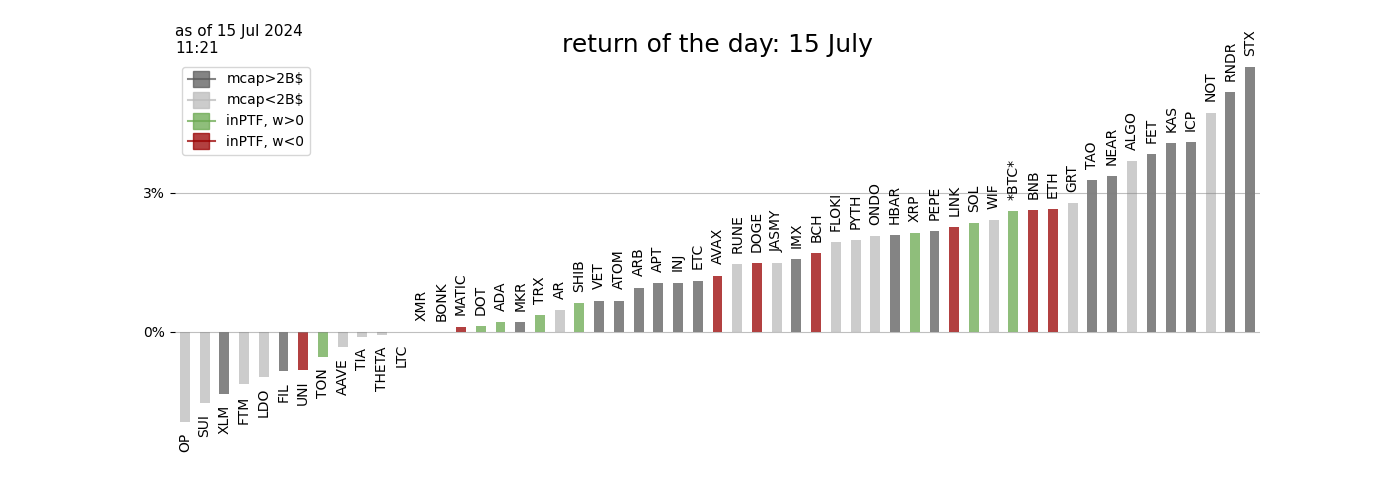 as of 15 Jul 2024
11:21
return of the day: 15 July
mcap>2B$
mcap<2B$
inPTF, w>0
inPTF, w<0
3%
0%
OP
SUI
XLM
FTM
LDO
FIL
UNI
TON
AAVE
TIA
THETA
LTC
XMR
BONK
MATIC
DOT
ADA
MKR
TRX
AR
SHIB
VET
ATOM
ARB
APT
INJ
ETC
AVAX
RUNE
DOGE
JASMY
IMX
BCH
FLOKI
PYTH
ONDO
HBAR
XRP
PEPE
LINK
SOL
WIF
*BTC*
BNB
ETH
GRT
TAO
NEAR
ALGO
FET
KAS
ICP
NOT
RNDR
STX